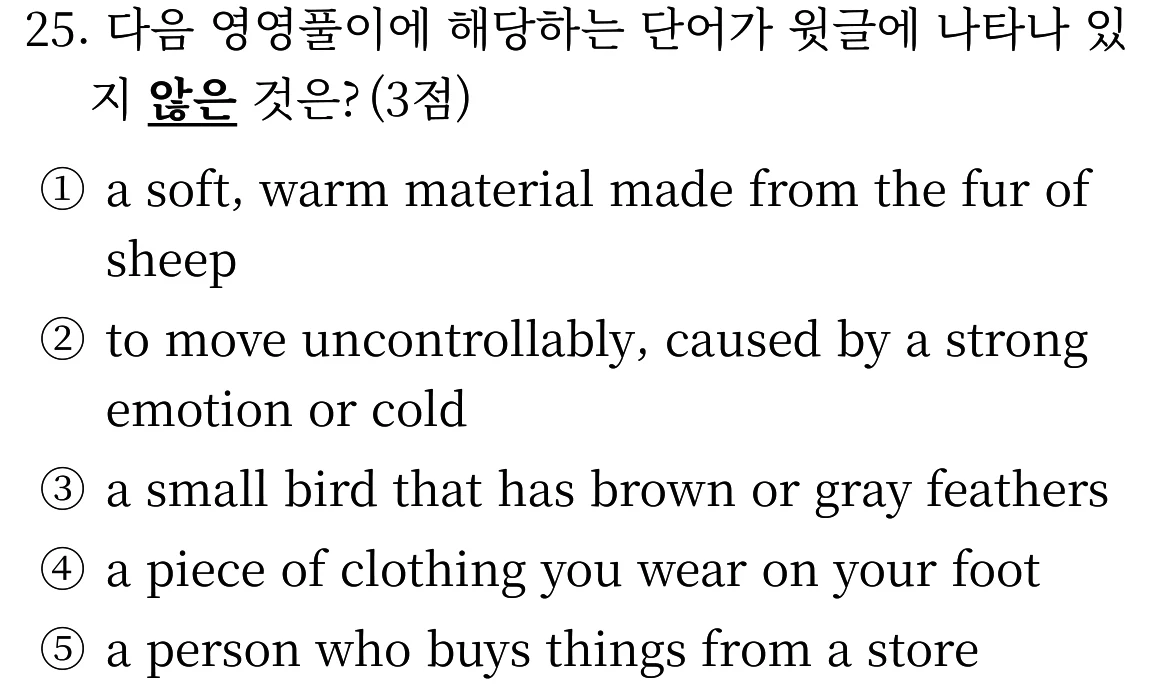 25. 다음 영영풀이에 해당하는 단어가 윗글에 나타나 있
지 않은 것은? (3점)
① a soft, warm material made from the fur of
sheep
② to move uncontrollably, caused by a strong
emotion or cold
③ a small bird that has brown or gray feathers
④ a piece of clothing you wear on your foot
⑤ a person who buys things from a store